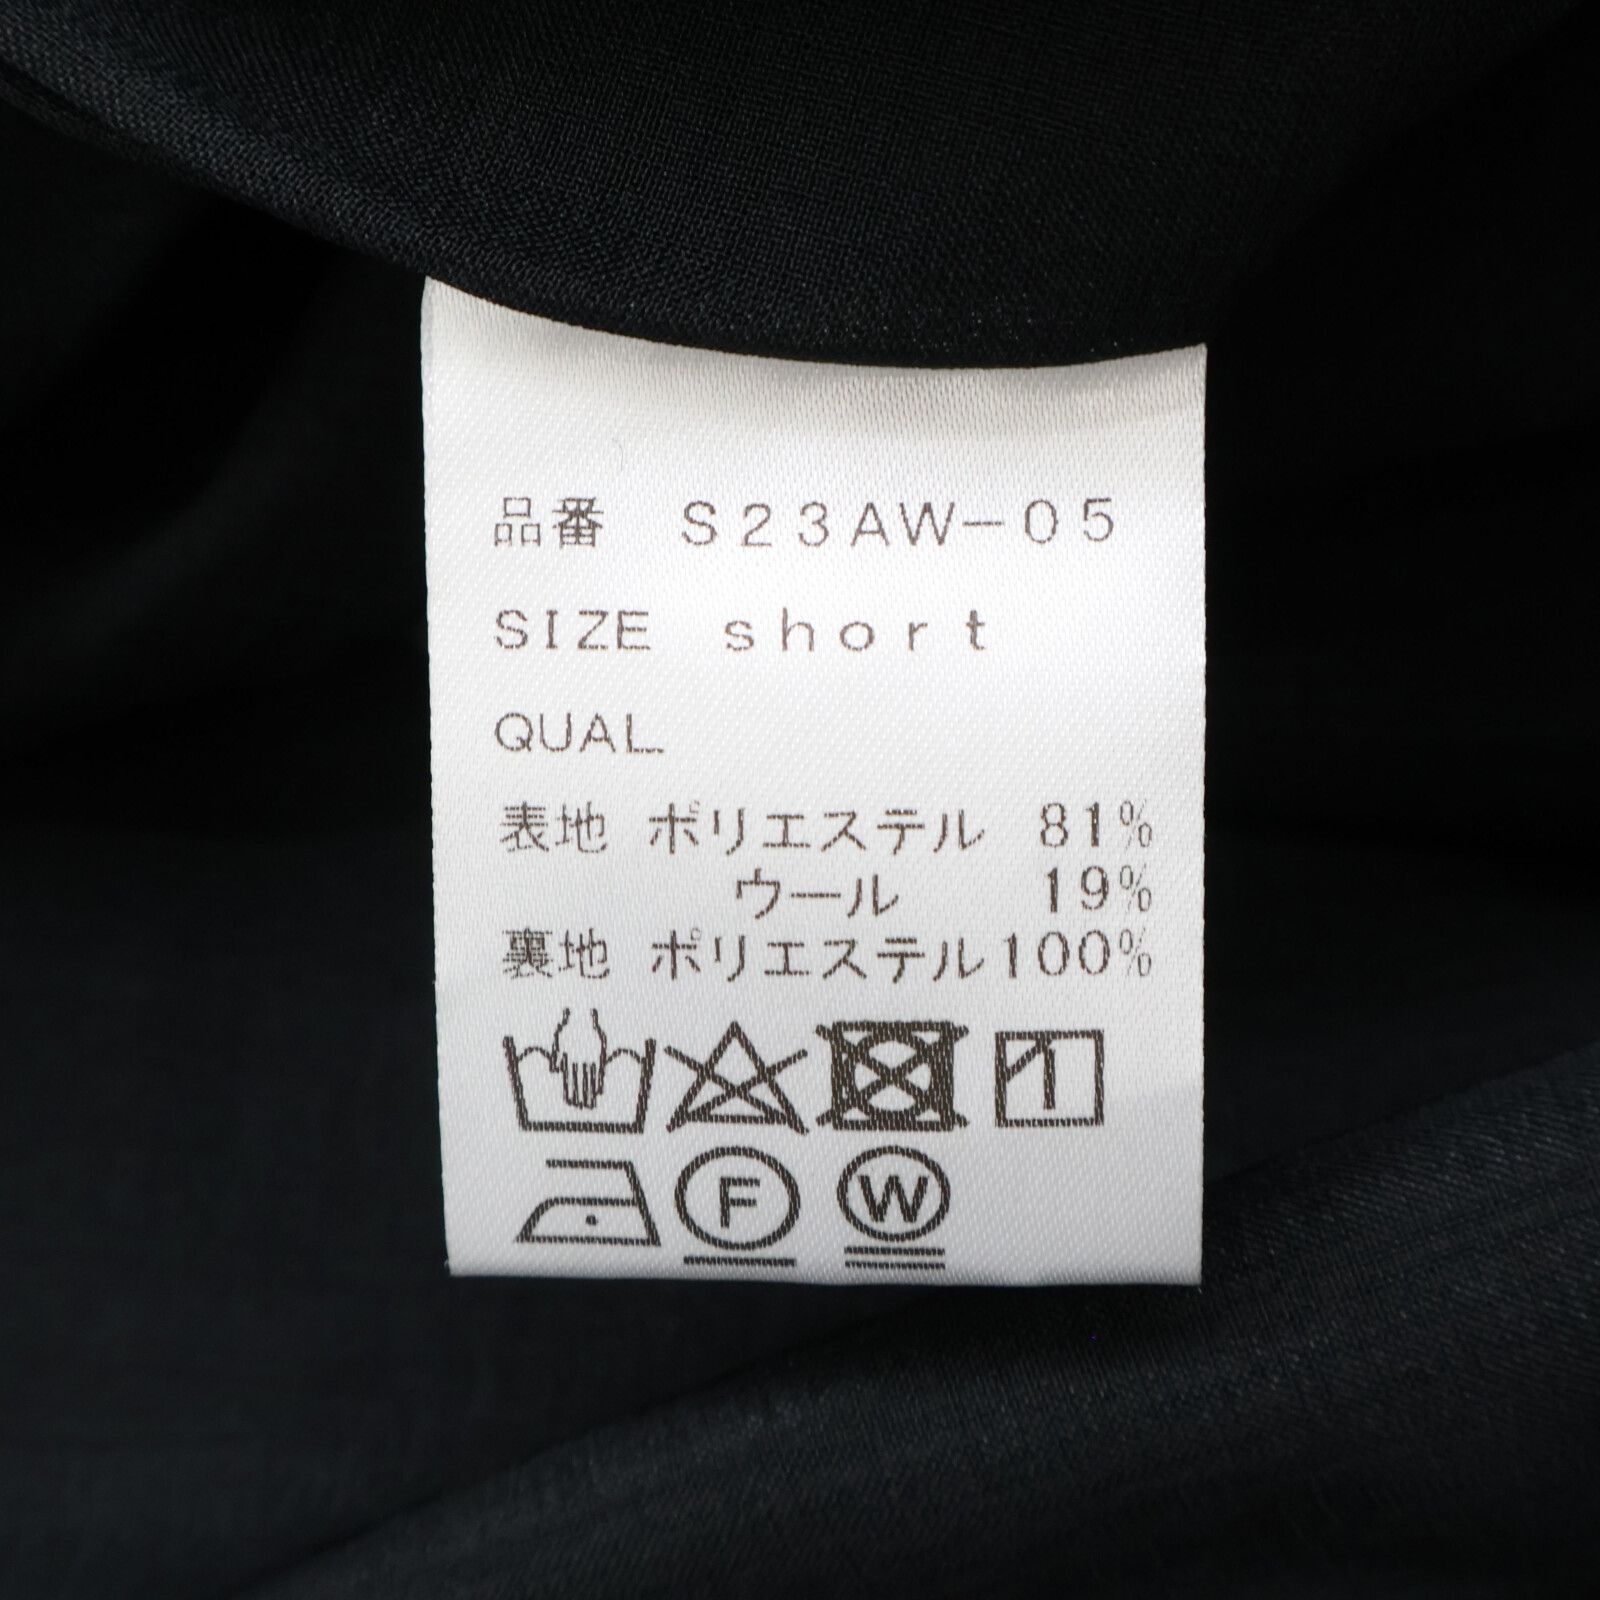 品番 S23AW-05
SIZE short
QUAL
表地 ポリエステル 81%
ウール 19%
裏地 ポリエステル100%
F W